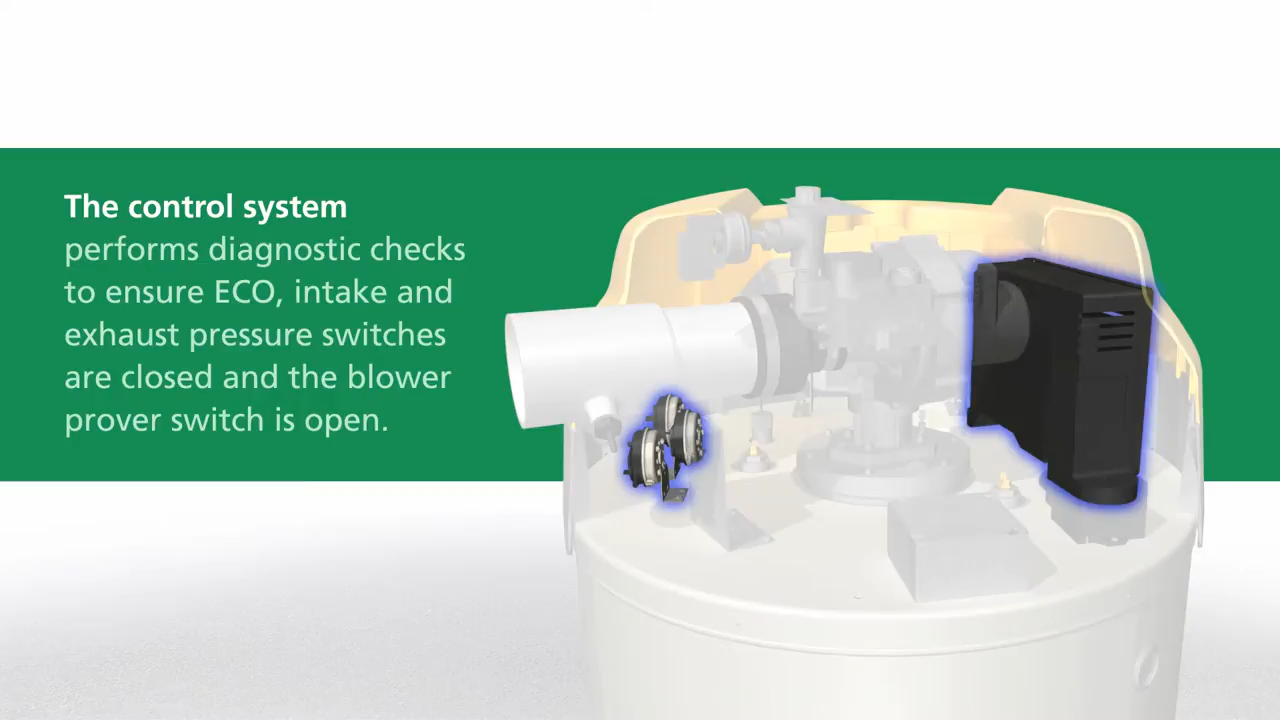 The control system
performs diagnostic checks
to ensure ECO, intake and
exhaust pressure switches
are closed and the blower
prover switch is open.